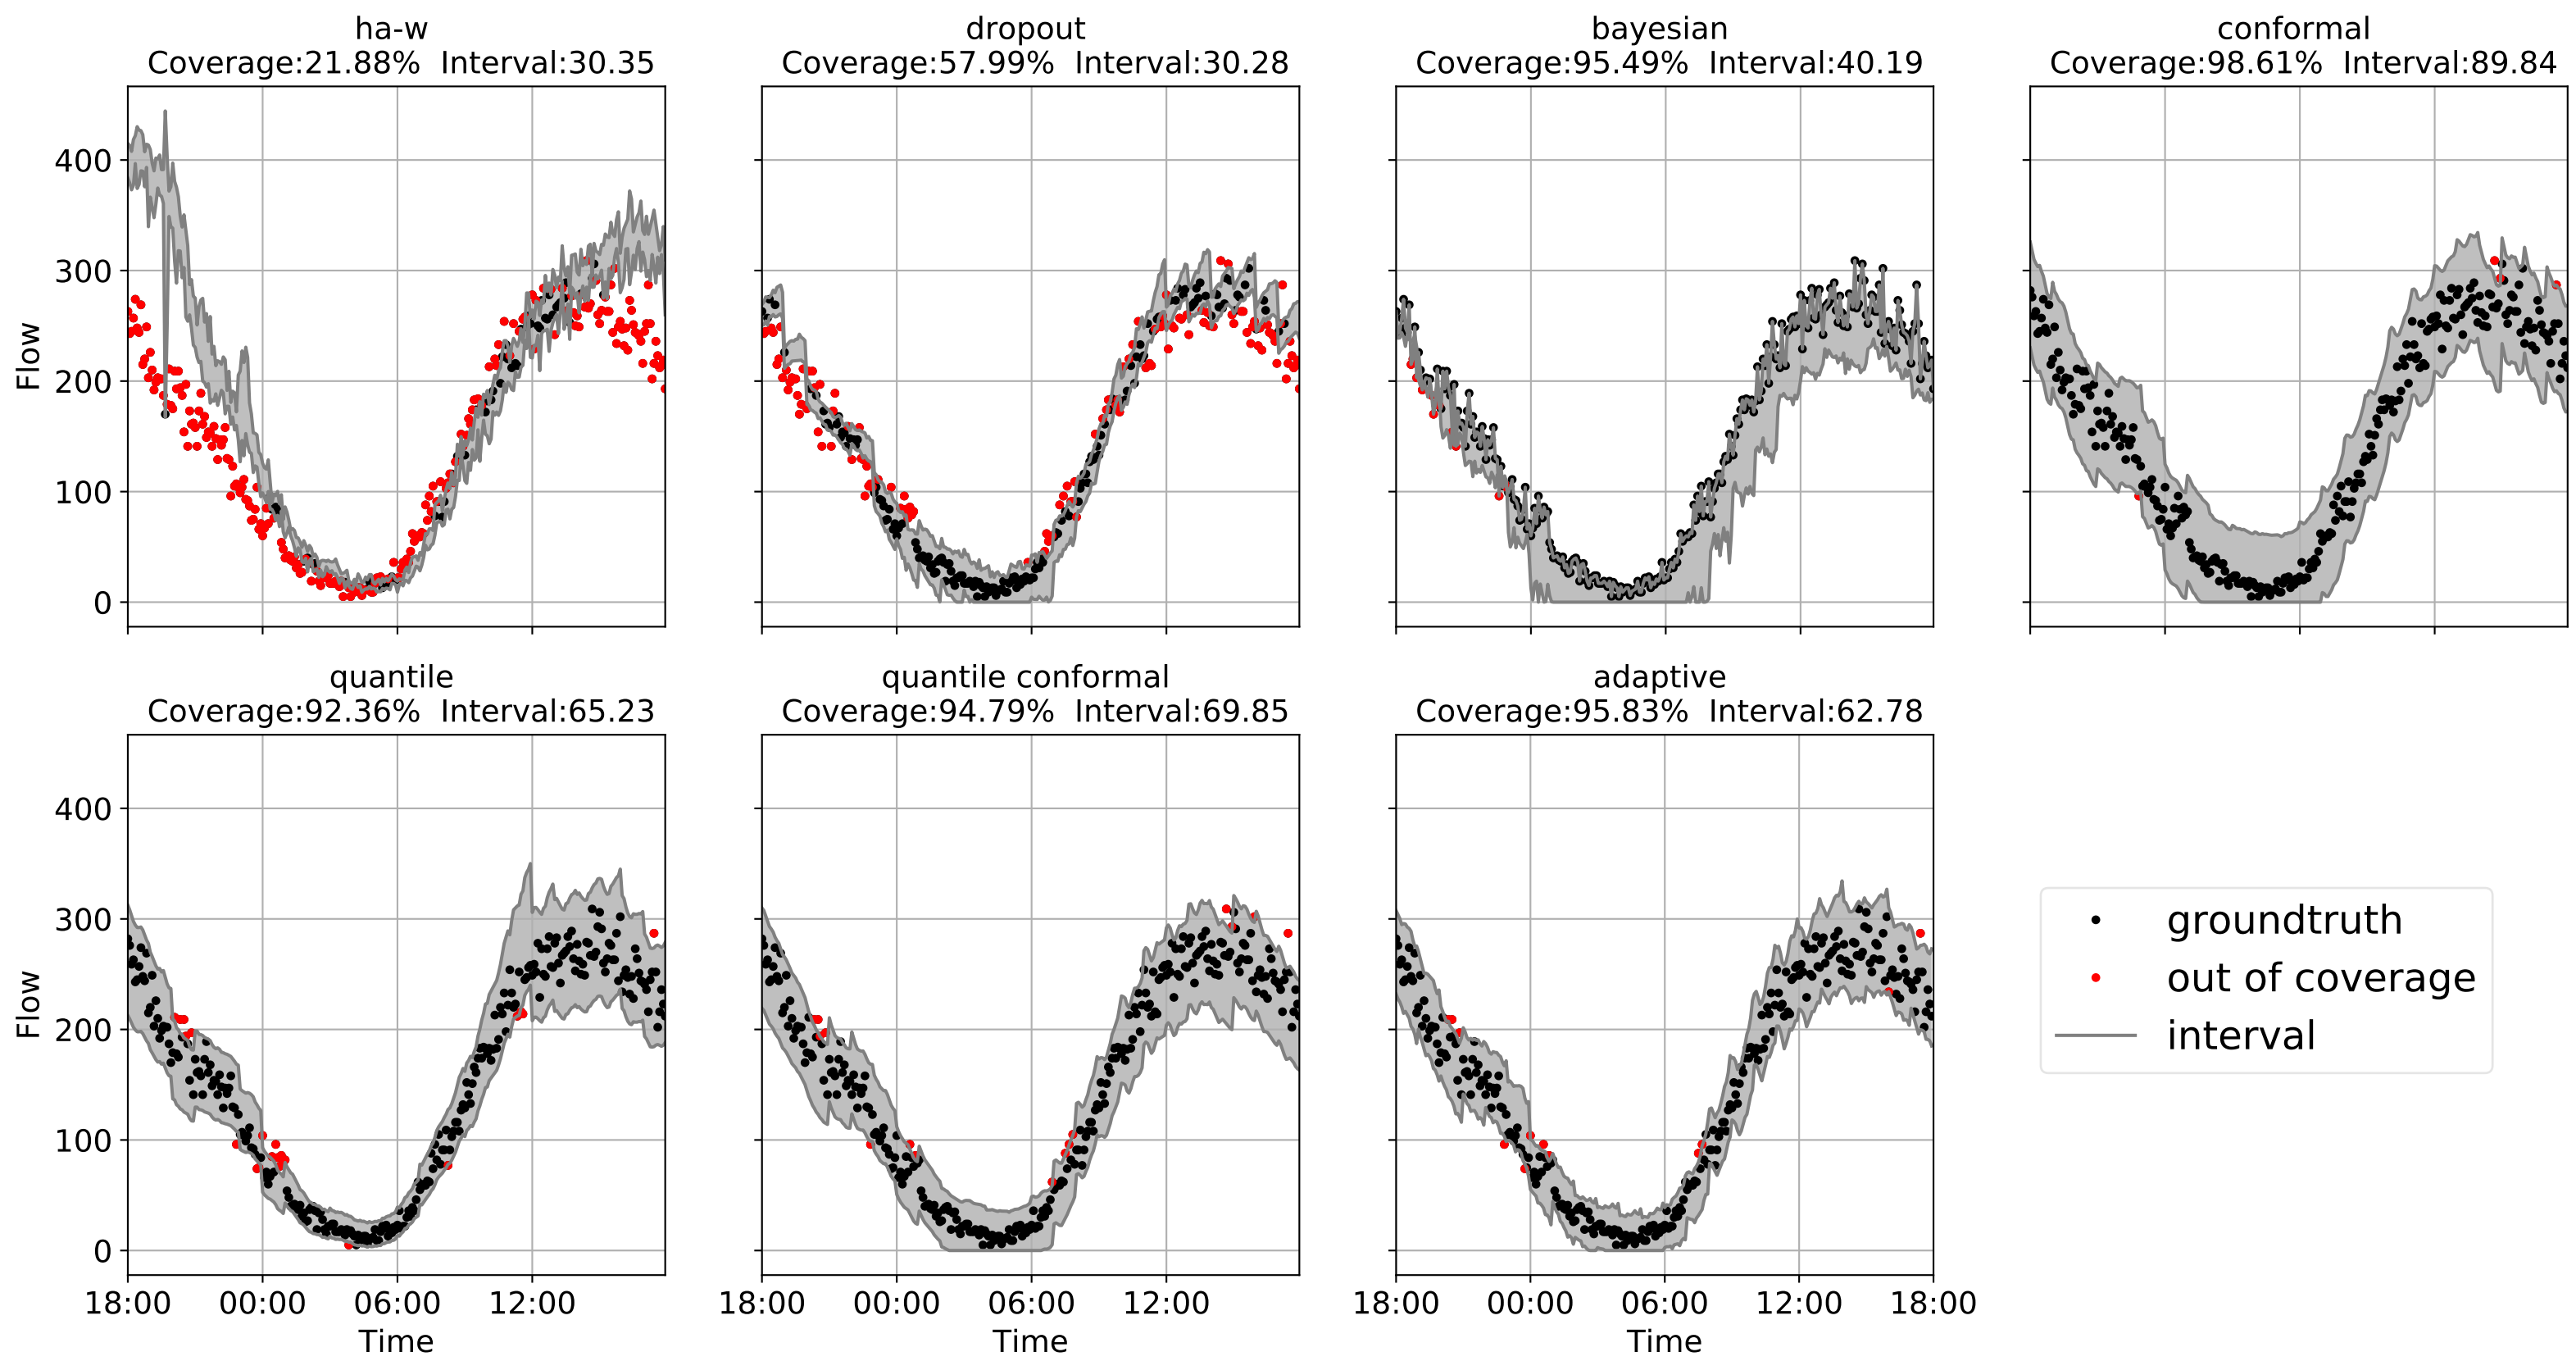 ha-w
Coverage:21.88% Interval:30.35
dropout
Coverage:57.99% Interval:30.28
bayesian
Coverage:95.49% Interval:40.19
conformal
Coverage:98.61% Interval:89.84
400
300
200
100
0
Flow
quantile
Coverage:92.36% Interval:65.23
quantile conformal
Coverage:94.79% Interval:69.85
adaptive
Coverage:95.83% Interval:62.78
400
300
200
100
0
Flow
18:00 00:00 06:00 12:00
Time
18:00 00:00 06:00 12:00
Time
18:00 00:00 06:00 12:00 18:00
Time
groundtruth
out of coverage
interval